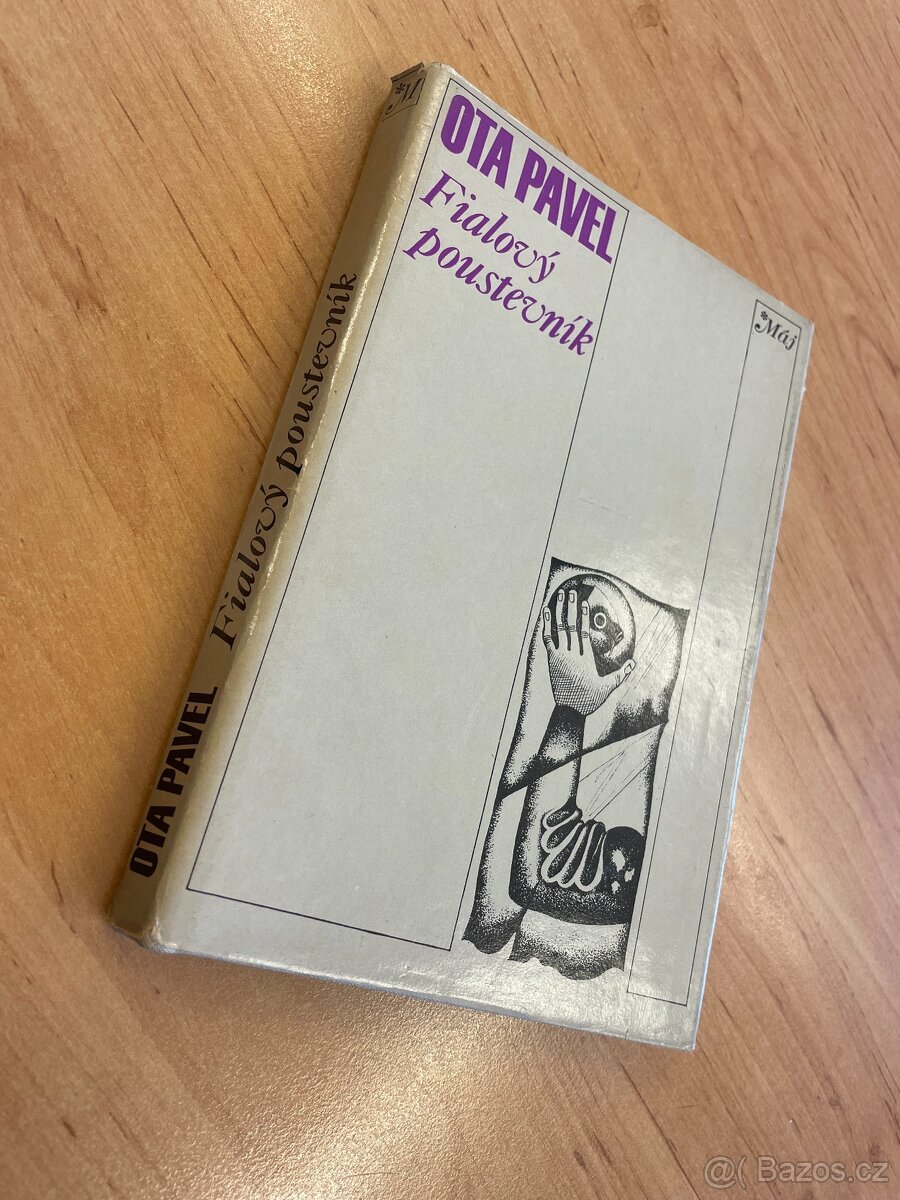 *M
OTA PAVEL
Fialový
poustevník
*Máj
OTA PAVEL Fialový poustevník
@ Bazos.cz